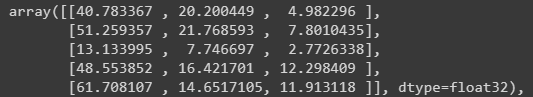 array([[40.783367 , 20.200449 , 4.982296 ],
[51.259357 , 21.768593 , 7.8010435],
[13.133995 , 7.746697 , 2.7726338],
[48.553852 , 16.421701 , 12.298409 ],
[61.708107 , 14.6517105, 11.913118 ]], dtype=float32),